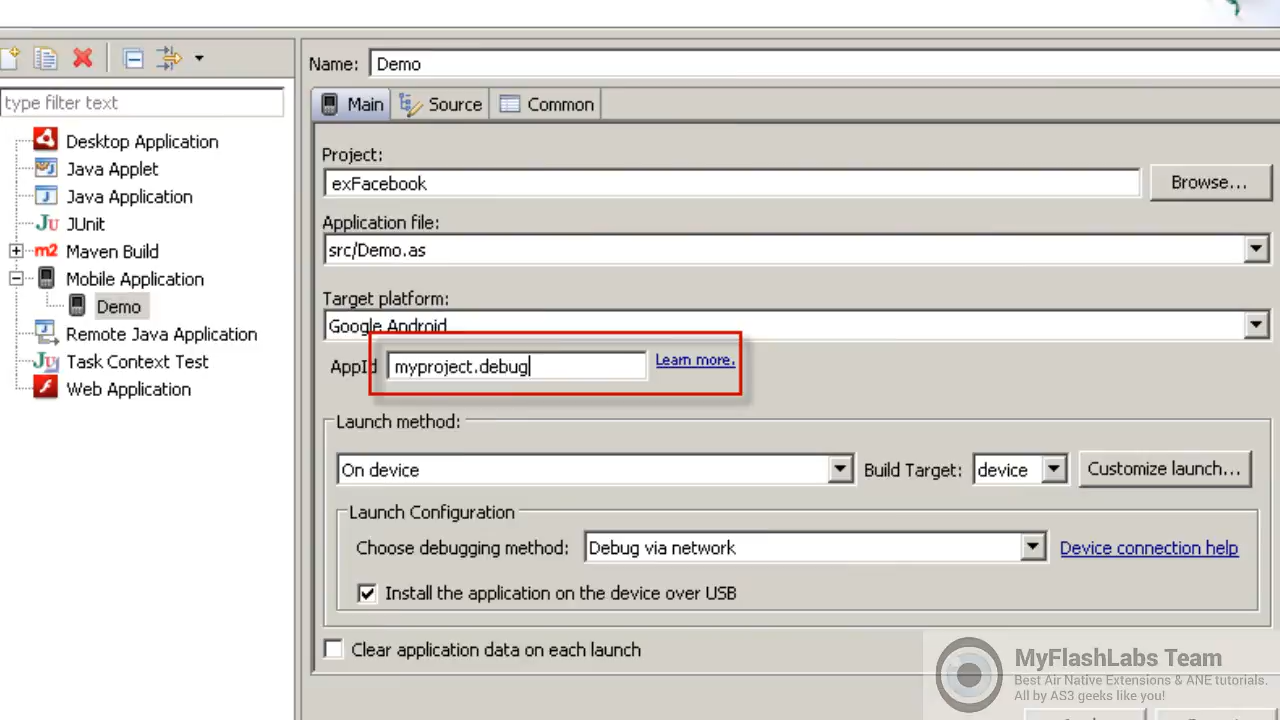 Name: Demo
type filter text
Main Source Common
Desktop Application
Java Applet
Java Application
JUnit
Maven Build
Mobile Application
Demo
Remote Java Application
Task Context Test
Web Application
Project:
exFacebook Browse...
Application file:
src/Demo.as
Target platform:
Google Android
AppId myproject.debug Learn more.
Launch method:
On device Build Target: device Customize launch...
Launch Configuration
Choose debugging method: Debug via network Device connection help
Install the application on the device over USB
Clear application data on each launch
MyFlashLabs Team
Best Air Native Extensions & ANE tutorials.
All by AS3 geeks like you!